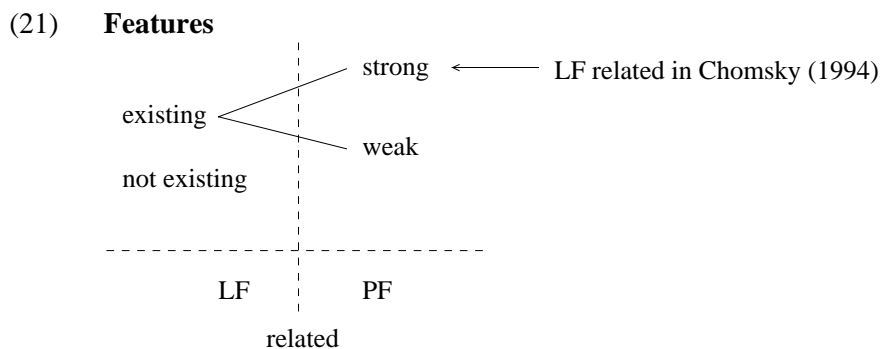 (21) Features
strong
LF related in Chomsky (1994)
existing
weak
not existing
LF PF
related